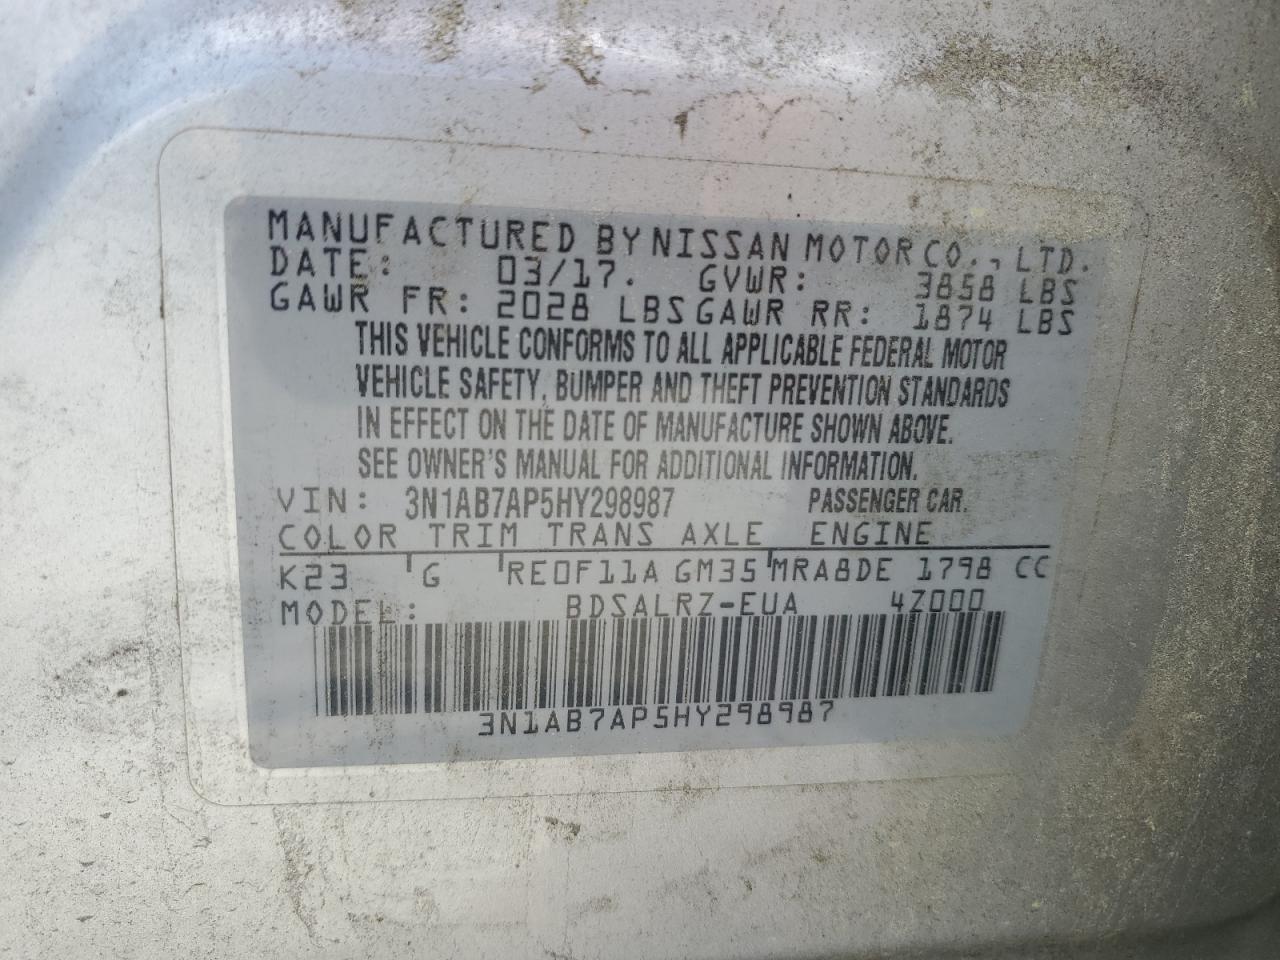 MANUFACTURED BY NISSAN MOTOR CO., LTD.
DATE: 03/17. GVWR: 3858 LBS
GAWR FR: 2028 LBS GAWR RR: 1874 LBS
THIS VEHICLE CONFORMS TO ALL APPLICABLE FEDERAL MOTOR
VEHICLE SAFETY, BUMPER AND THEFT PREVENTION STANDARDS
IN EFFECT ON THE DATE OF MANUFACTURE SHOWN ABOVE.
SEE OWNER'S MANUAL FOR ADDITIONAL INFORMATION.
VIN: 3N1AB7AP5HY298987 PASSENGER CAR.
COLOR TRIM TRANS AXLE ENGINE
K23 G RE0F11A GM35 MRA8DE 1798 CC
MODEL: BDSALRZ-EUA 4Z000
3N1AB7AP5HY298987